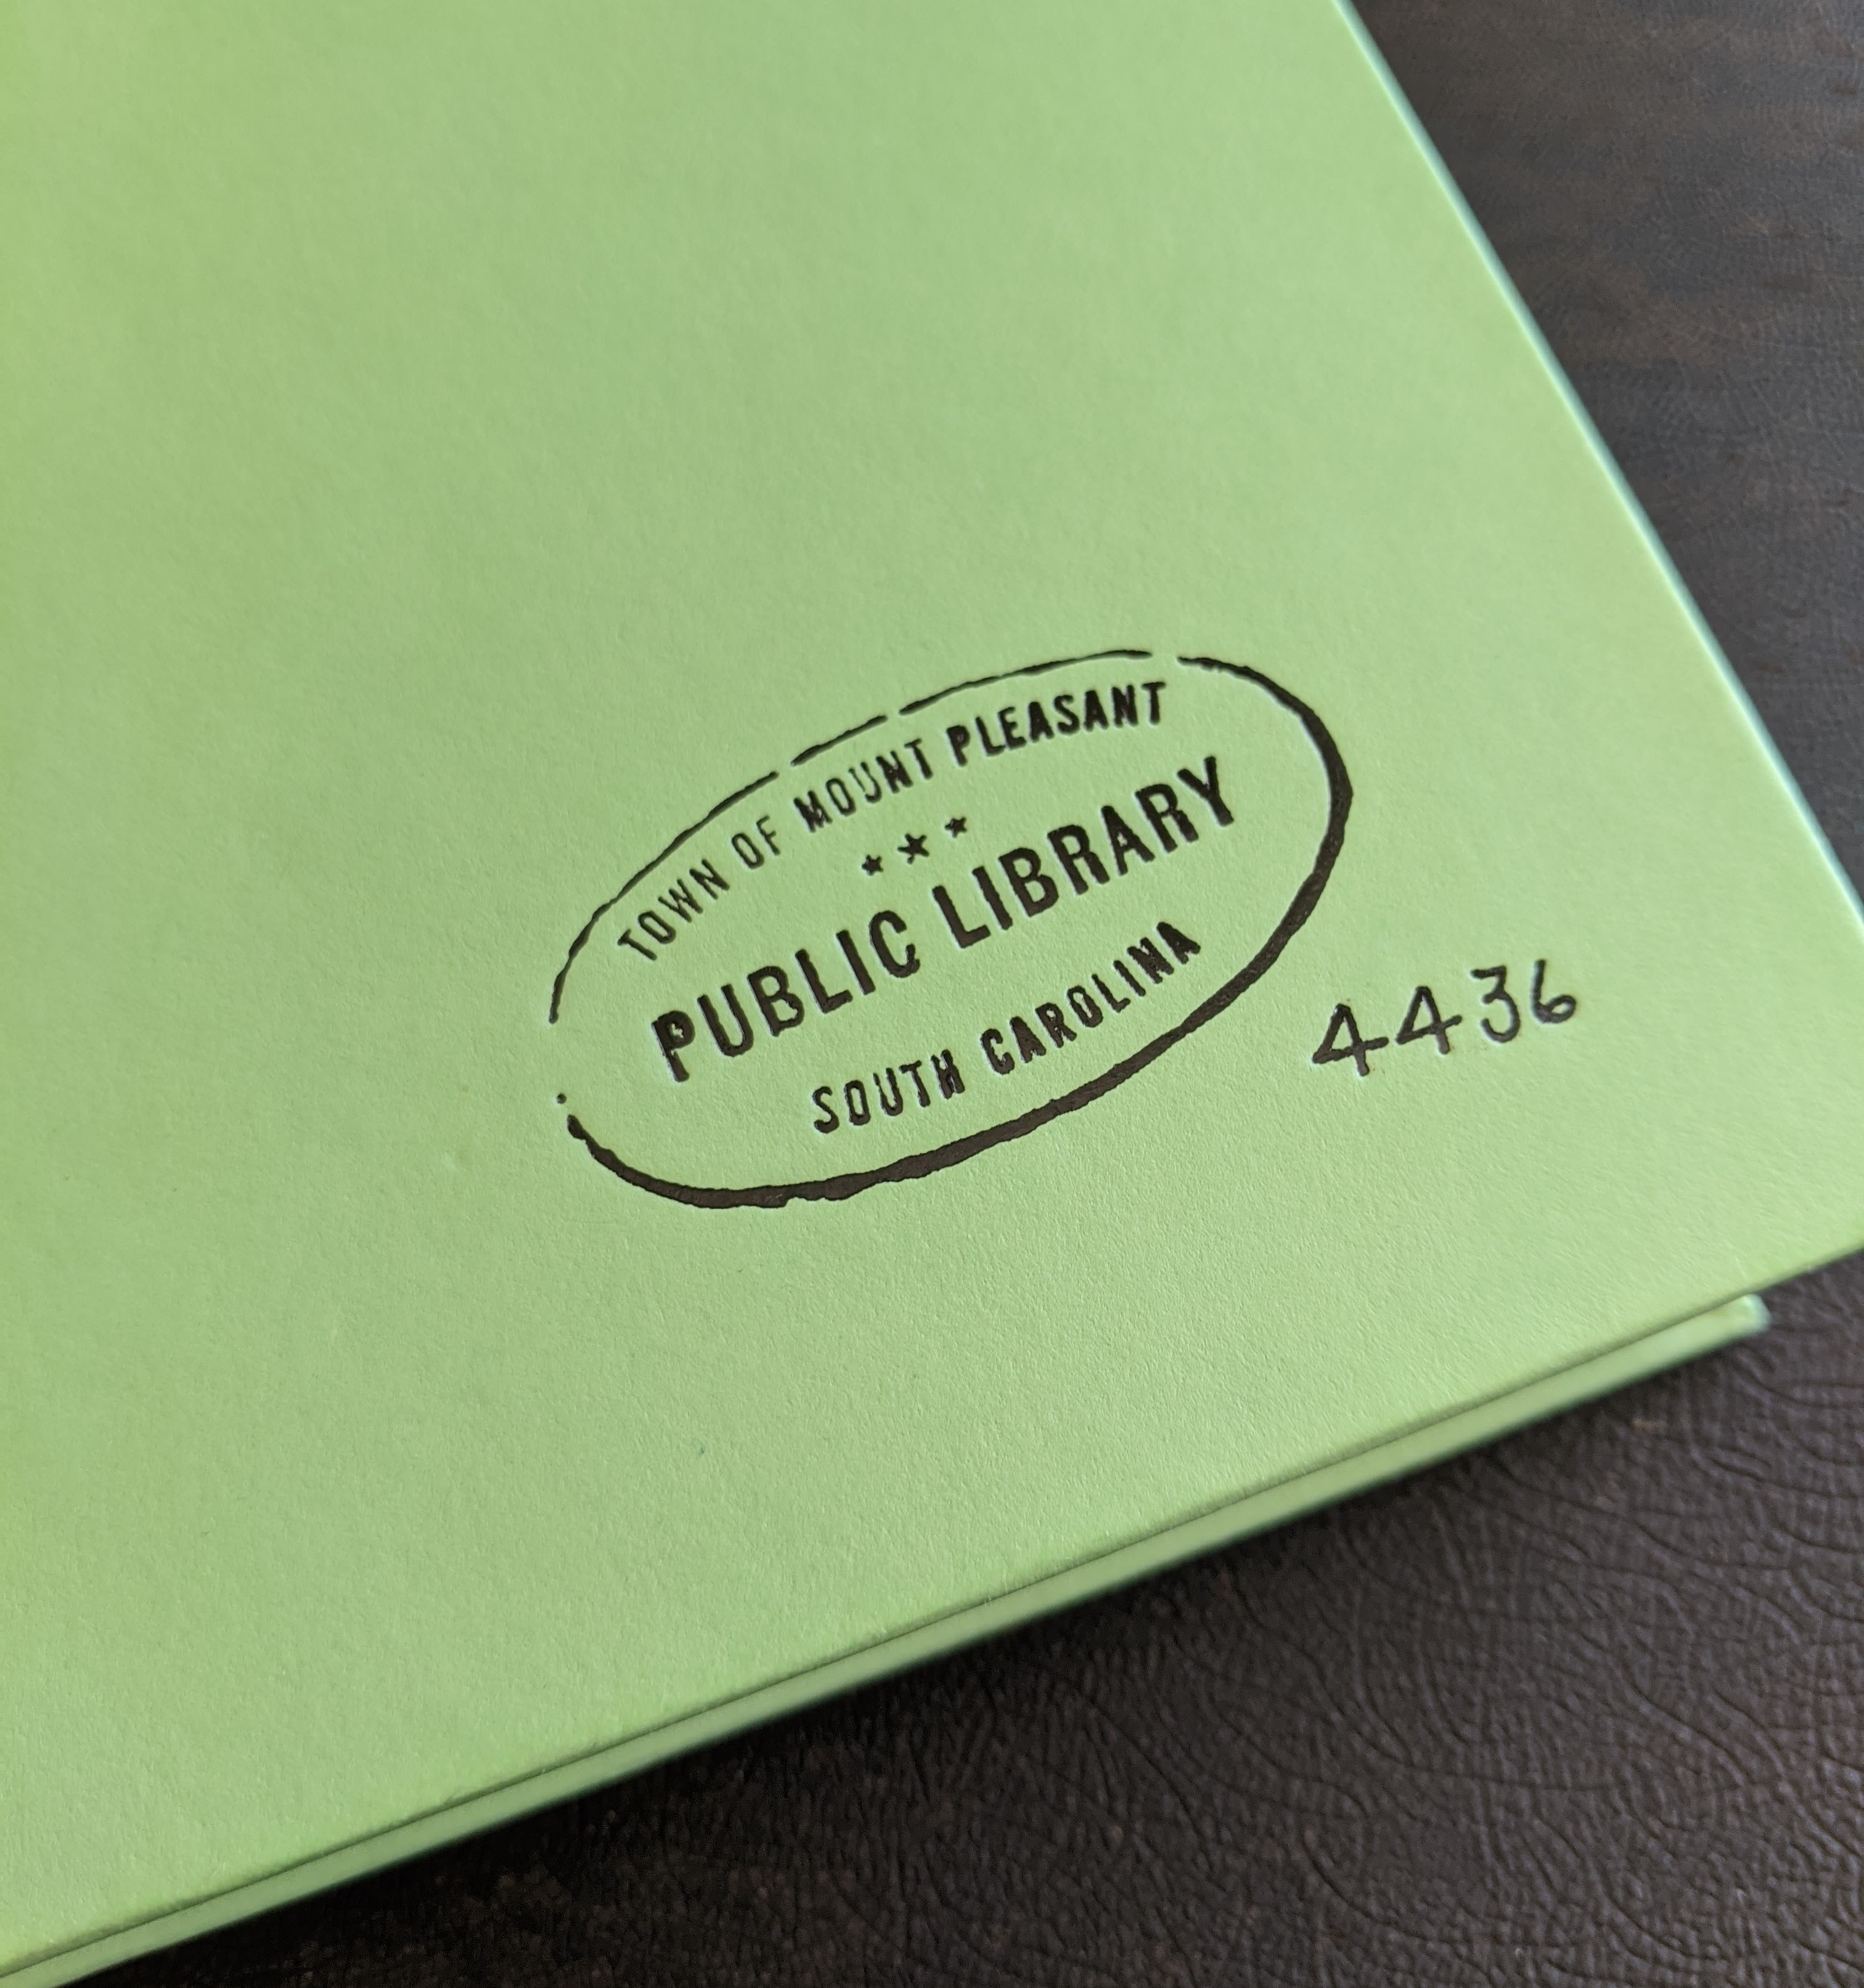 TOWN OF MOUNT PLEASANT
PUBLIC LIBRARY
SOUTH CAROLINA
4436